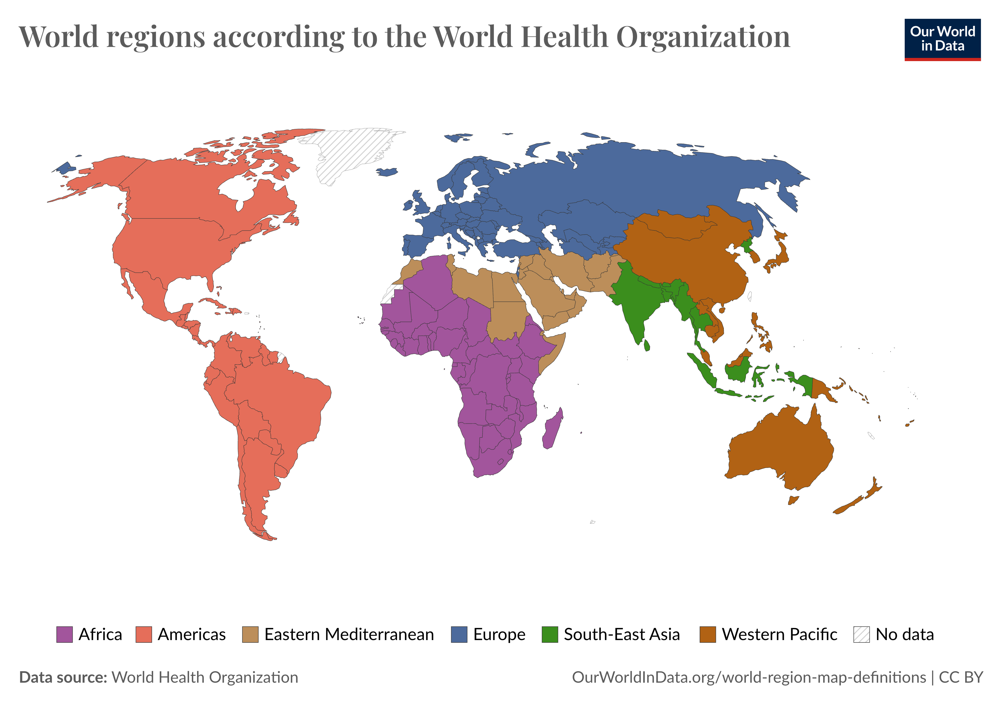 World regions according to the World Health Organization
Our World
in Data
Africa
Americas
Eastern Mediterranean
Europe
South-East Asia
Western Pacific
No data
Data source: World Health Organization
OurWorldInData.org/world-region-map-definitions | CC BY